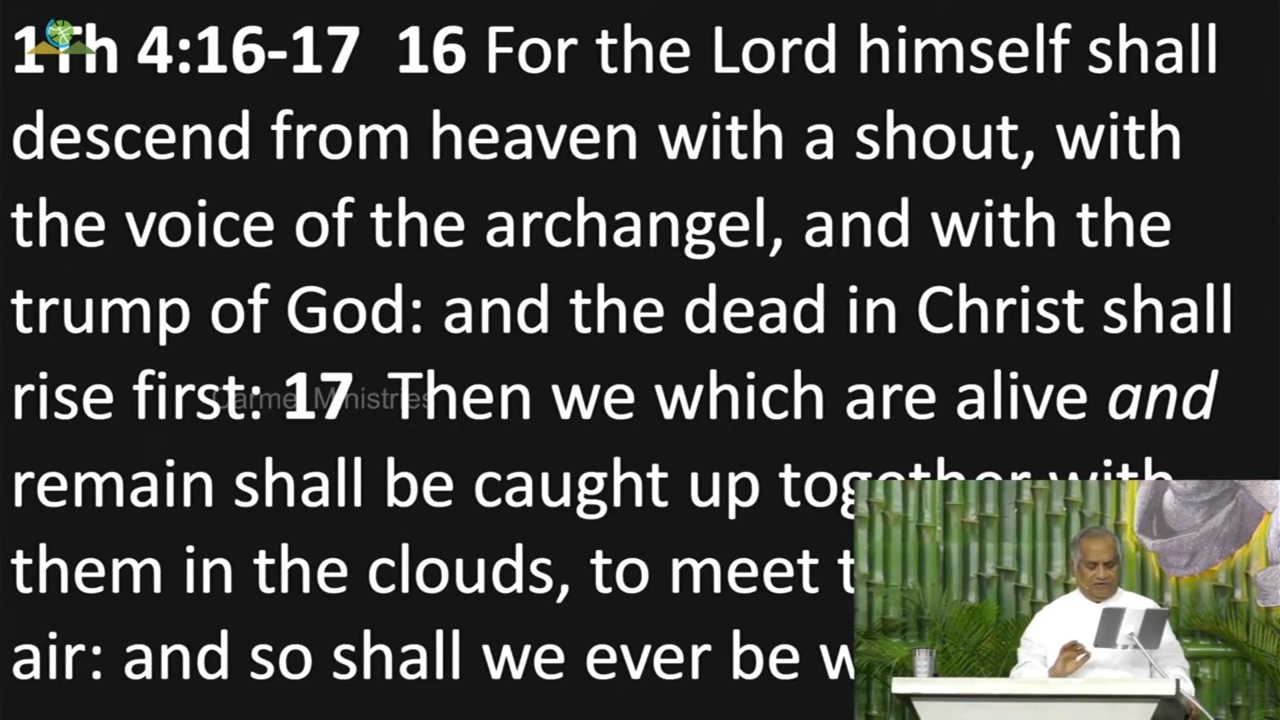 1Th 4:16-17 16 For the Lord himself shall
descend from heaven with a shout, with
the voice of the archangel, and with the
trump of God: and the dead in Christ shall
rise first: 17 Then we which are alive and
Carmel Ministries
remain shall be caught up together with
them in the clouds, to meet
air: and so shall we ever be